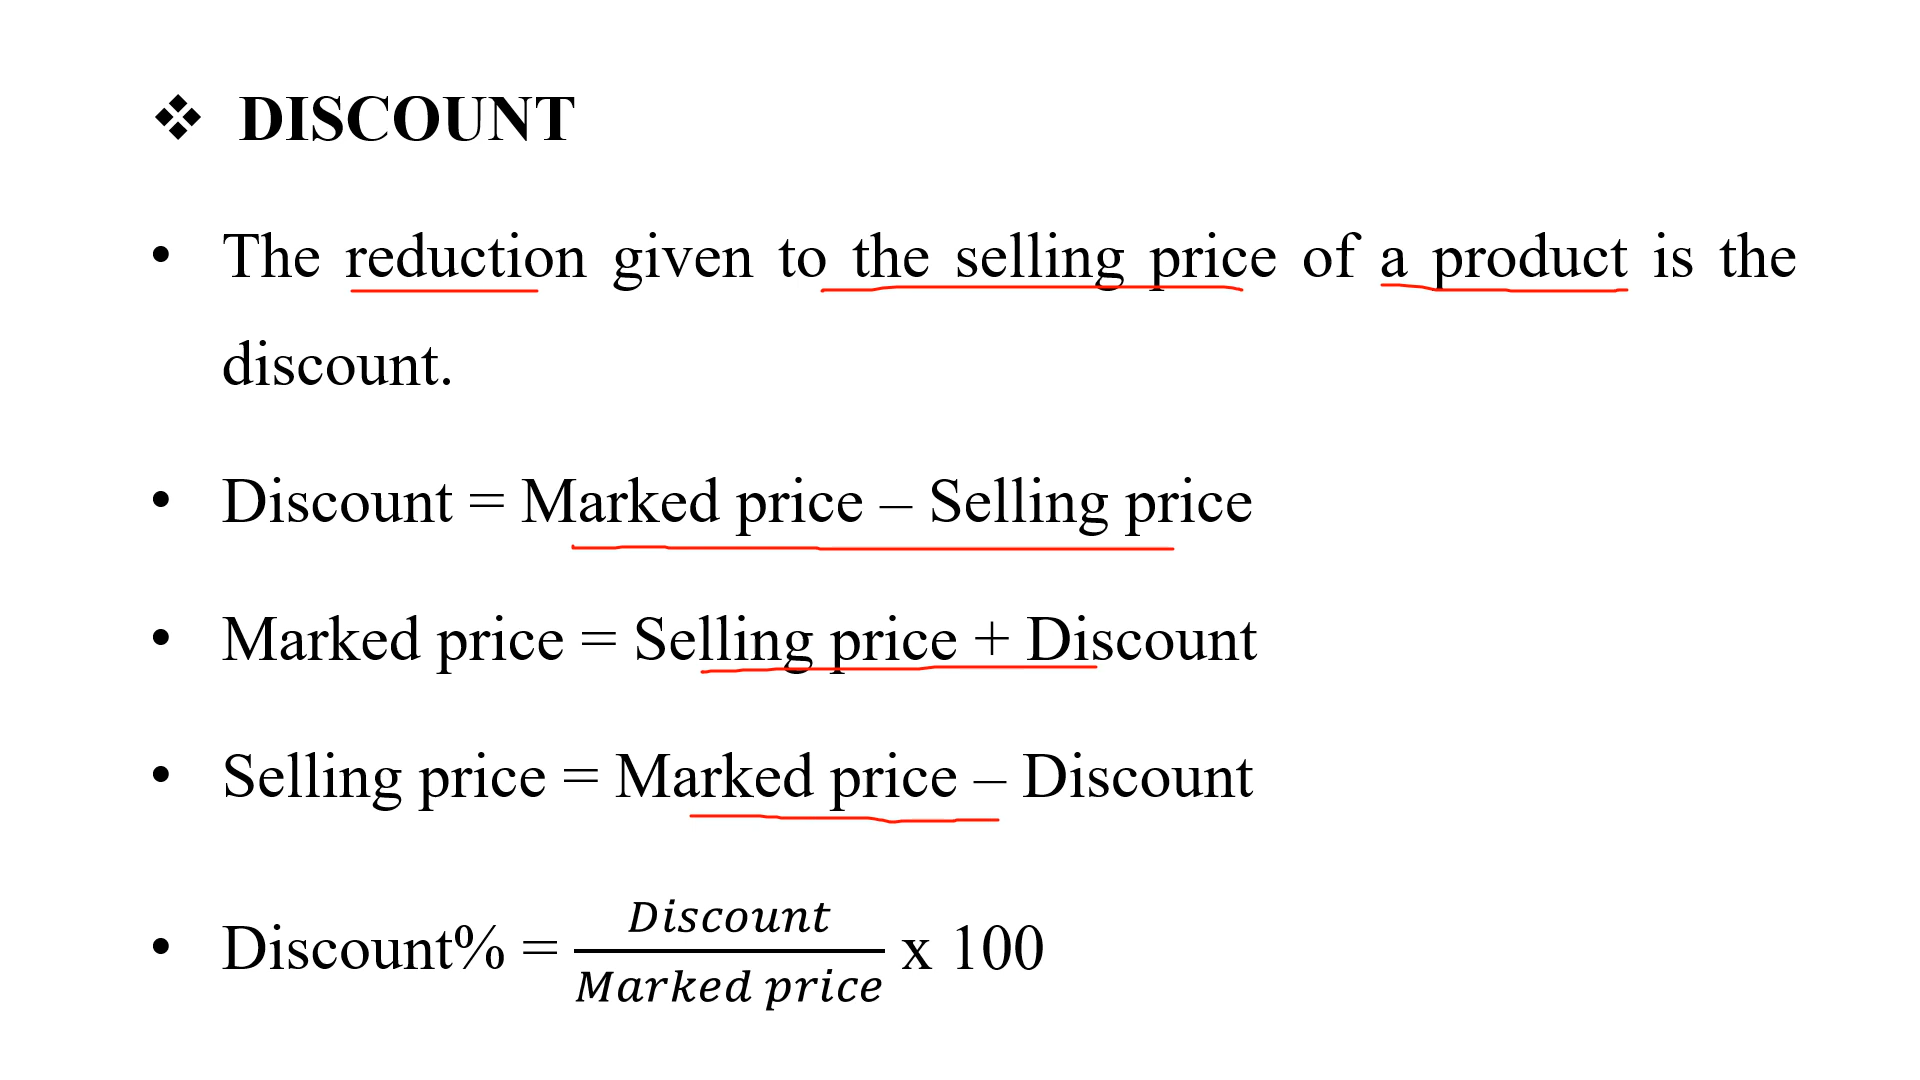 ❖ DISCOUNT
• The reduction given to the selling price of a product is the
discount.
• Discount = Marked price – Selling price
• Marked price = Selling price + Discount
• Selling price = Marked price – Discount
• Discount% = Discount / Marked price x 100